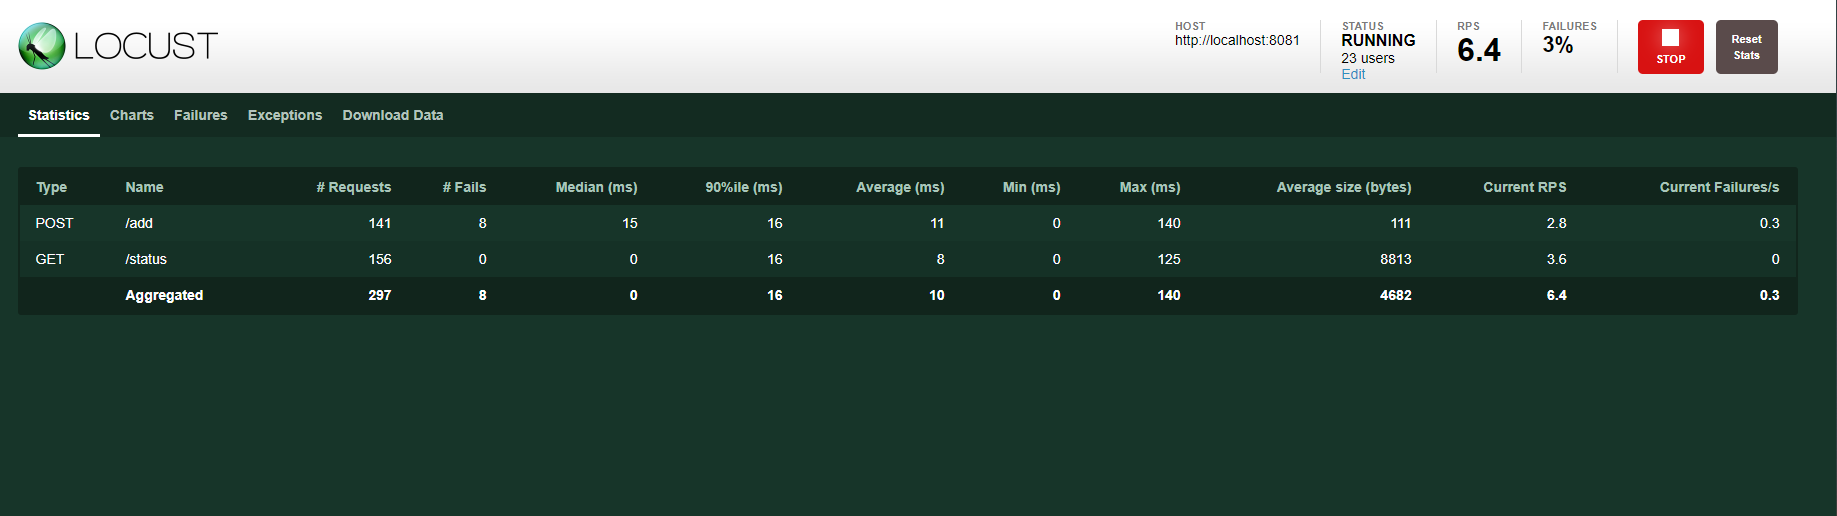 LOCUST
HOST
http://localhost:8081
STATUS
RUNNING
23 users
Edit
RPS
6.4
FAILURES
3%
STOP
Reset
Stats
Statistics Charts Failures Exceptions Download Data
Type Name # Requests # Fails Median (ms) 90%ile (ms) Average (ms) Min (ms) Max (ms) Average size (bytes) Current RPS Current Failures/s
POST /add 141 8 15 16 11 0 140 111 2.8 0.3
GET /status 156 0 0 16 8 0 125 8813 3.6 0
Aggregated 297 8 0 16 10 0 140 4682 6.4 0.3